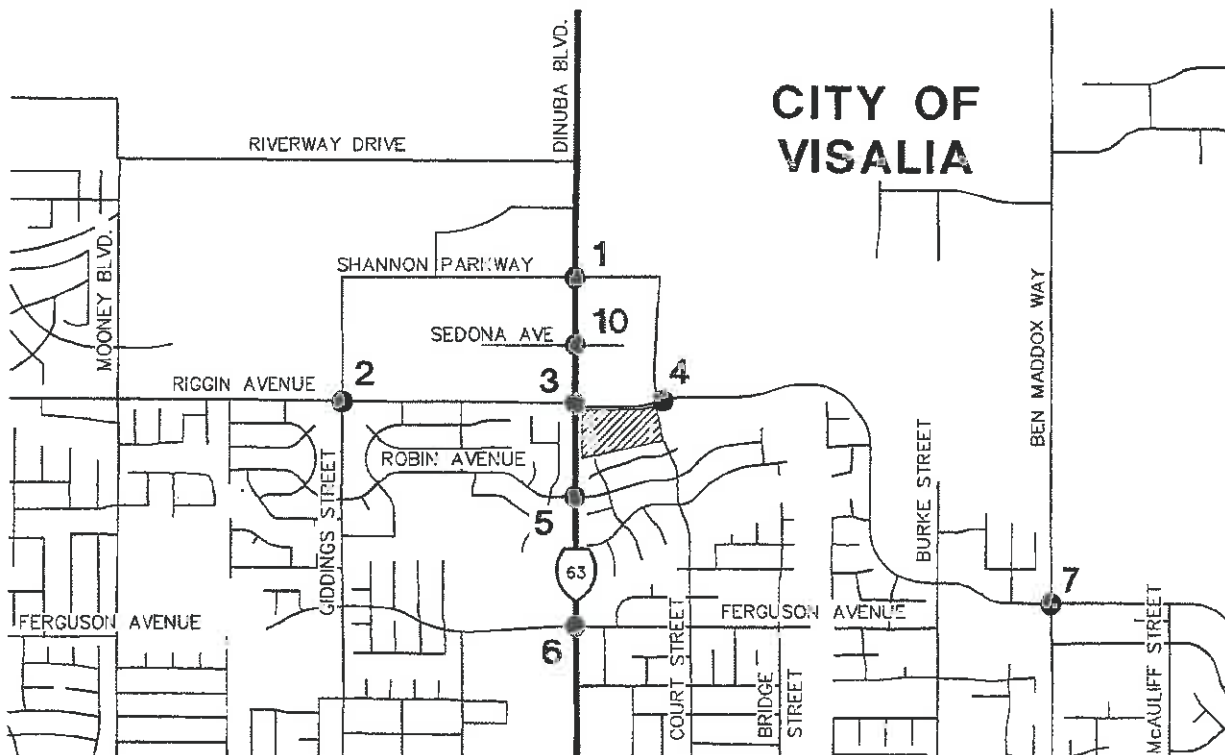 DINUBA BLVD.
CITY OF
VISALIA
RIVERWAY DRIVE
MOONEY BLVD.
SHANNON PARKWAY
1
SEDONA AVE
10
BEN MADDOX WAY
RIGGIN AVENUE
2
3
4
ROBIN AVENUE
GIDDINGS STREET
5
BURKE STREET
63
7
FERGUSON AVENUE
6
FERGUSON AVENUE
COURT STREET
BRIDGE
STREET
McAULIFF STREET